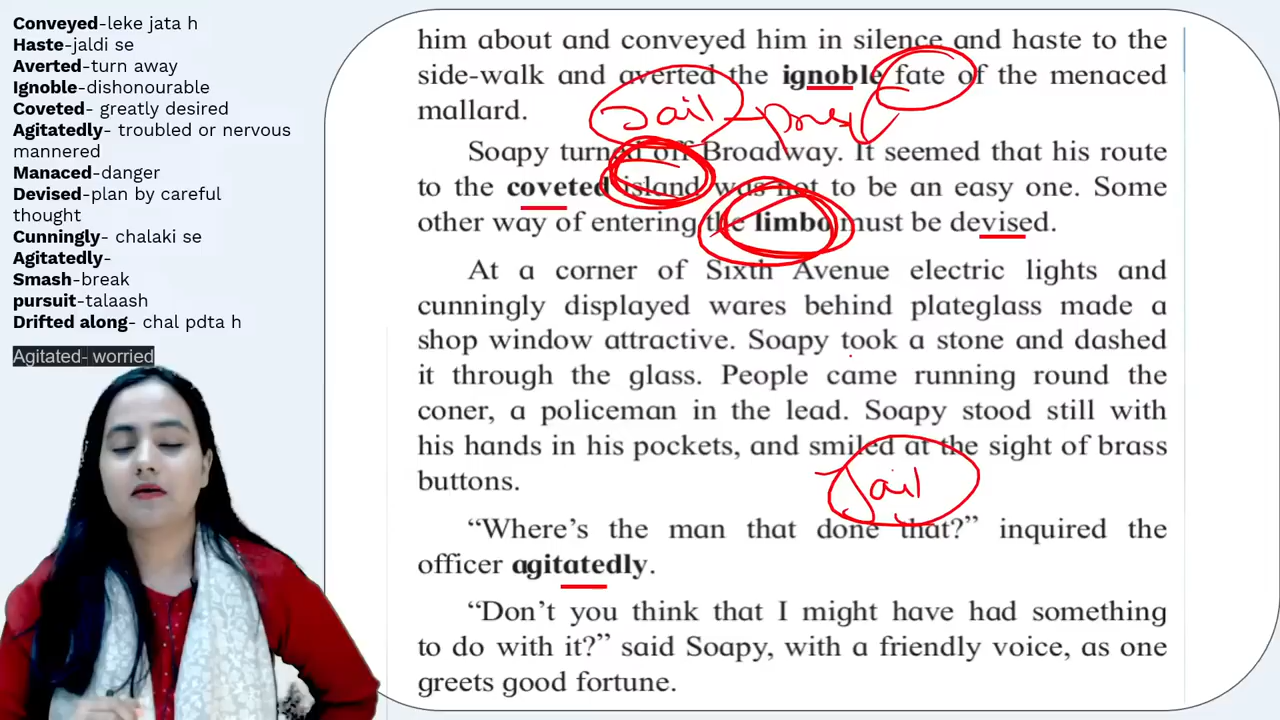 Conveyed-leke jata h
Haste-jaldi se
Averted-turn away
Ignoble-dishonourable
Coveted- greatly desired
Agitatedly- troubled or nervous
mannered
Manaced-danger
Devised-plan by careful
thought
Cunningly- chalaki se
Agitatedly-
Smash-break
pursuit-talaash
Drifted along- chal pdta h
Agitated- worried
him about and conveyed him in silence and haste to the
side-walk and averted the ignoble fate of the menaced
mallard.
Jail
Soapy turned off Broadway. It seemed that his route
to the coveted island was not to be an easy one. Some
other way of entering the limbo must be devised.
At a corner of Sixth Avenue electric lights and
cunningly displayed wares behind plateglass made a
shop window attractive. Soapy took a stone and dashed
it through the glass. People came running round the
coner, a policeman in the lead. Soapy stood still with
his hands in his pockets, and smiled at the sight of brass
buttons.
Jail
“Where’s the man that done that?” inquired the
officer agitatedly.
“Don’t you think that I might have had something
to do with it?” said Soapy, with a friendly voice, as one
greets good fortune.